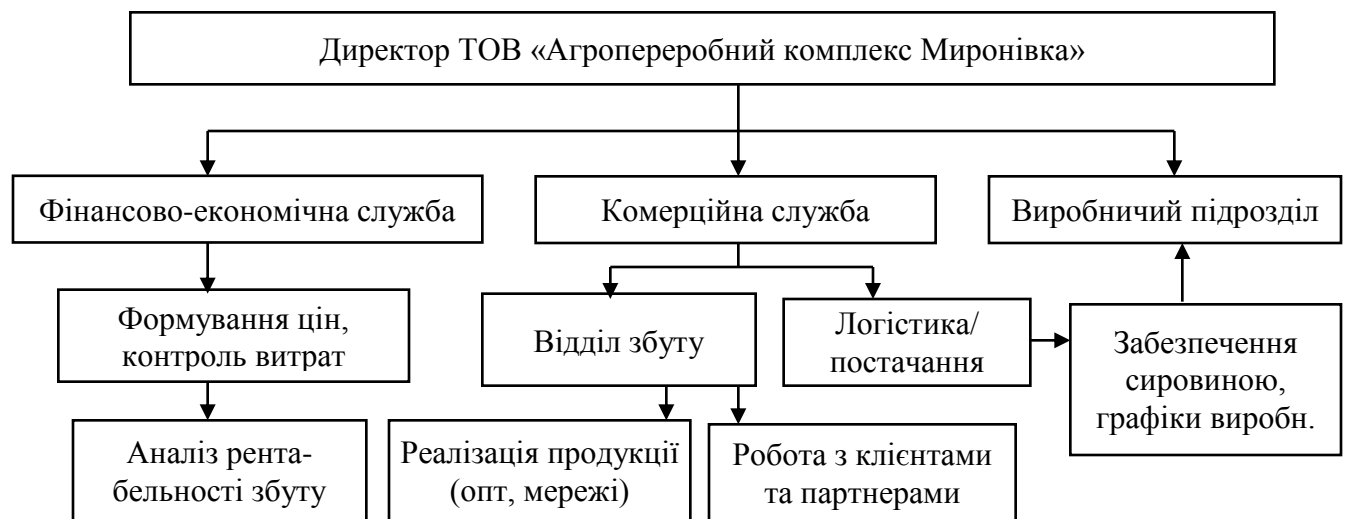 Директор ТОВ «Агропереробний комплекс Миронівка»
Фінансово-економічна служба
Комерційна служба
Виробничий підрозділ
Формування цін,
контроль витрат
Відділ збуту
Логістика/
постачання
Забезпечення
сировиною,
графіки виробн.
Аналіз рента-
бельності збуту
Реалізація продукції
(опт, мережі)
Робота з клієнтами
та партнерами